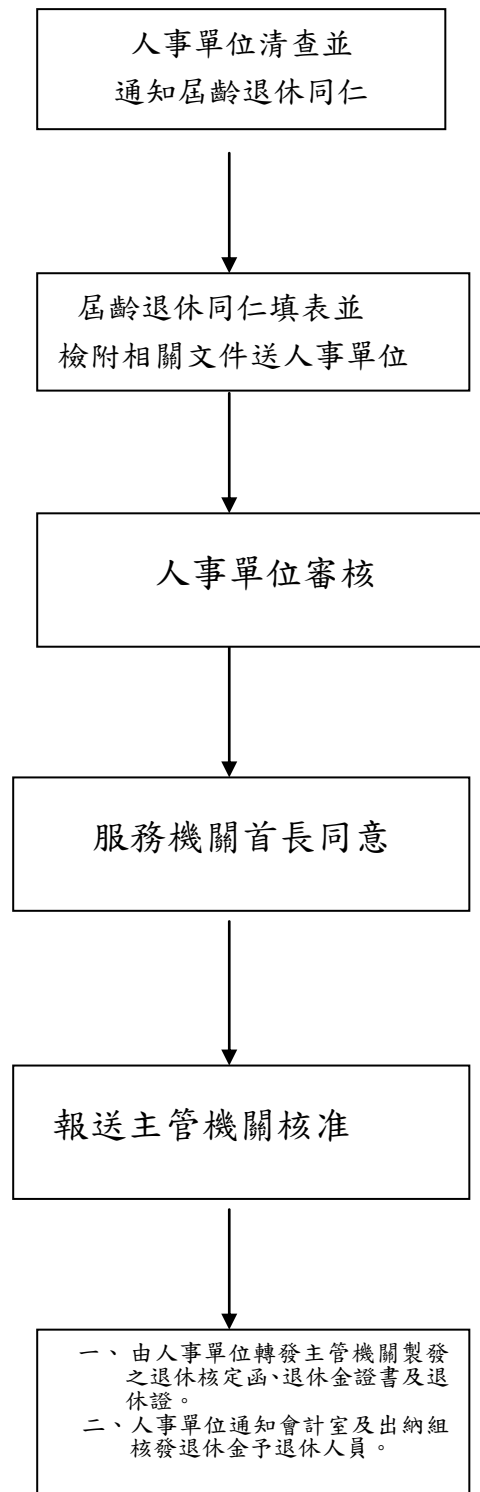 人事單位清查並
通知屆齡退休同仁
屆齡退休同仁填表並
檢附相關文件送人事單位
人事單位審核
服務機關首長同意
報送主管機關核准
一、 由人事單位轉發主管機關製發
之退休核定函、退休金證書及退
休證。
二、人事單位通知會計室及出納組
核發退休金予退休人員。